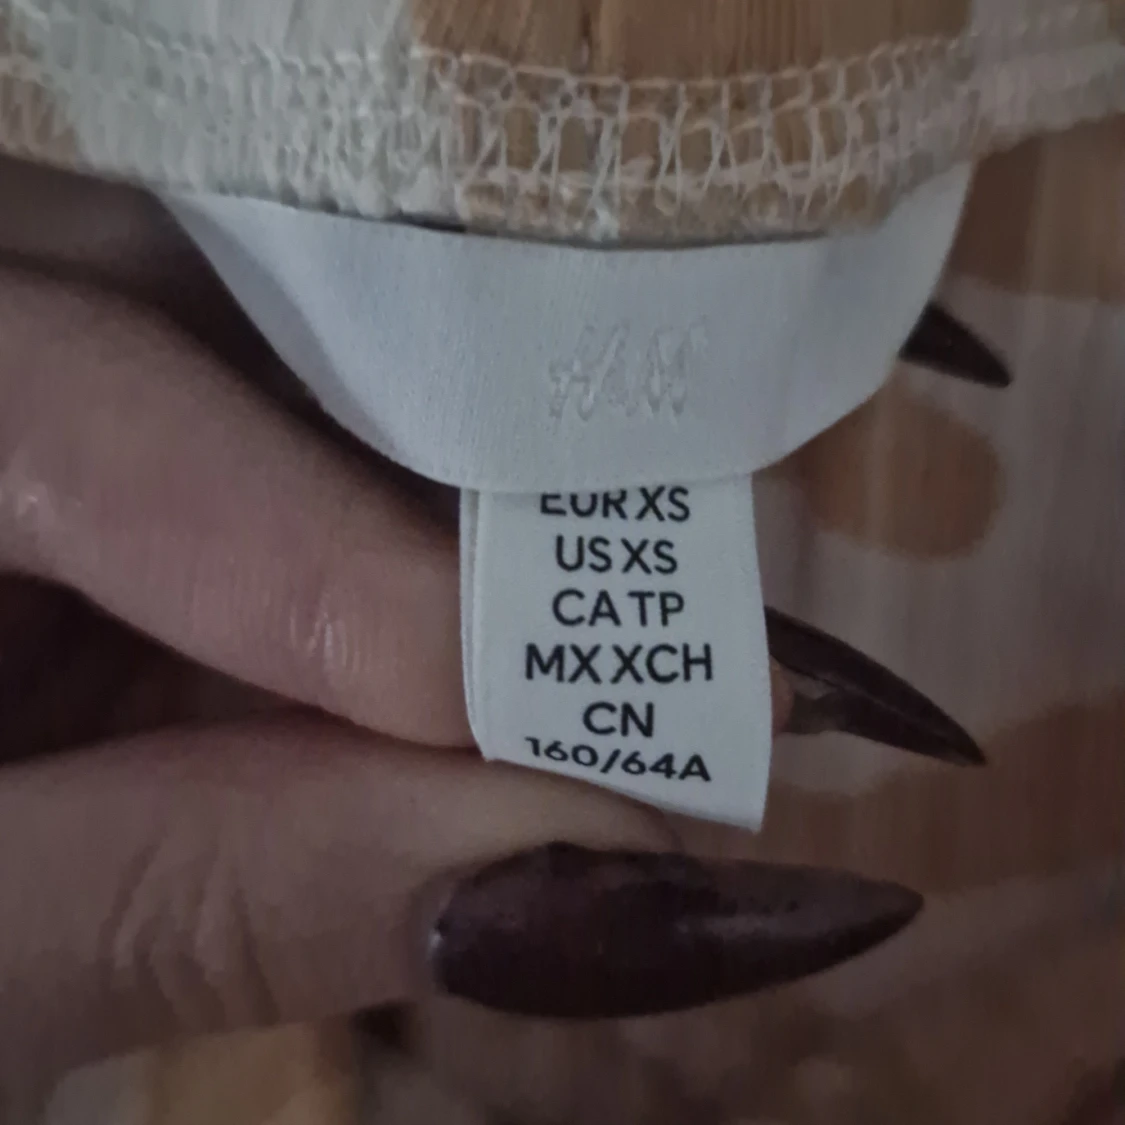 H&M
EUR XS
US XS
CA TP
MX XCH
CN
160/64A